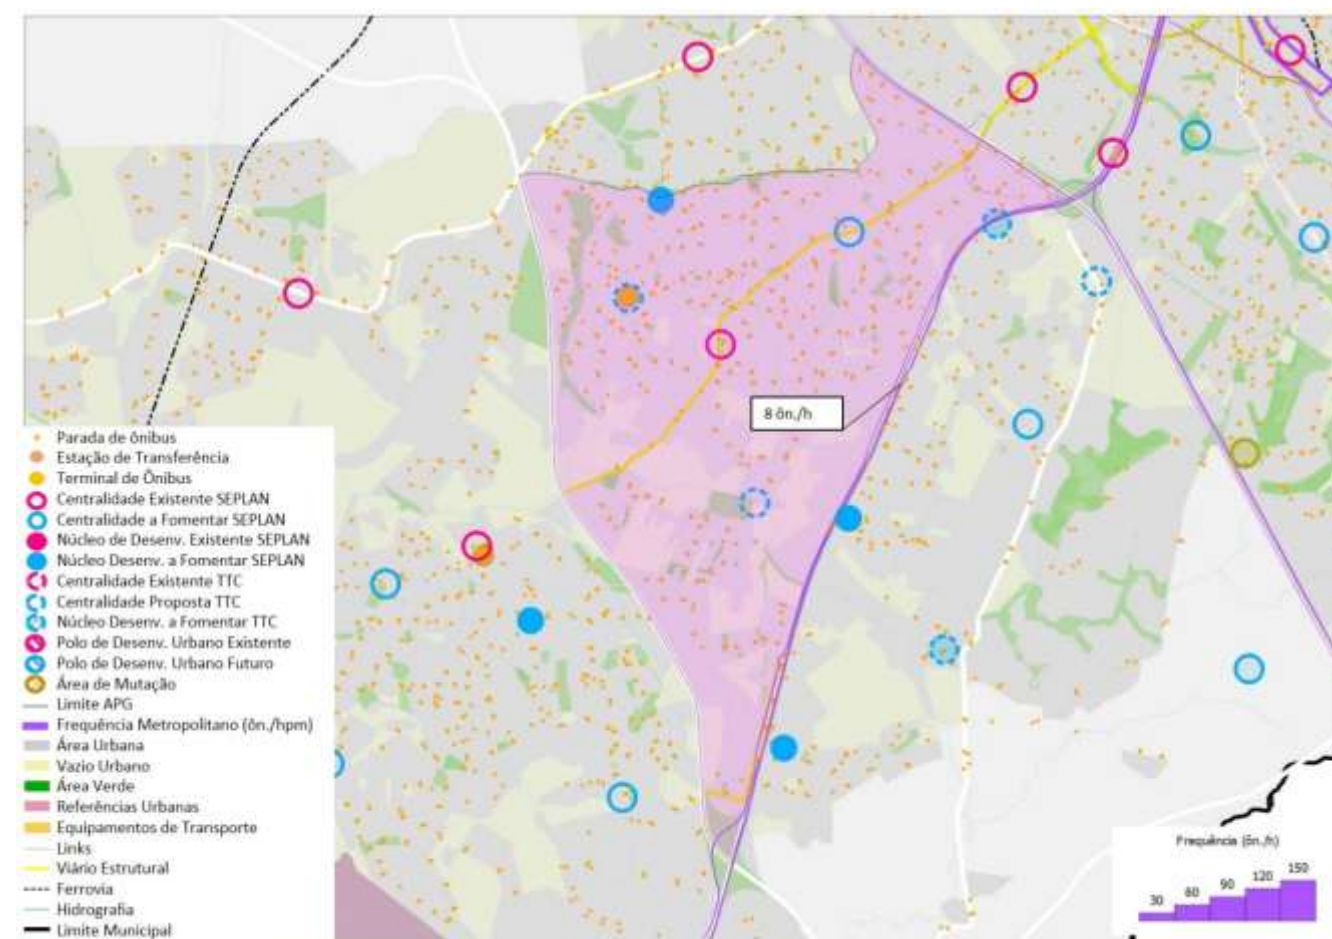 8 ôn./h
Parada de ônibus
Estação de Transferência
Terminal de Ônibus
Centralidade Existente SEPLAN
Centralidade a Fomentar SEPLAN
Núcleo de Desenv. Existente SEPLAN
Núcleo Desenv. a Fomentar SEPLAN
Centralidade Existente TTC
Centralidade Proposta TTC
Núcleo Desenv. a Fomentar TTC
Polo de Desenv. Urbano Existente
Polo de Desenv. Urbano Futuro
Área de Mutação
Limite APG
Frequência Metropolitano (ôn./hpm)
Área Urbana
Vazio Urbano
Área Verde
Referências Urbanas
Equipamentos de Transporte
Links
Viário Estrutural
Ferrovia
Hidrografia
Limite Municipal
Frequência (ôn./h)
30 60 90 120 150